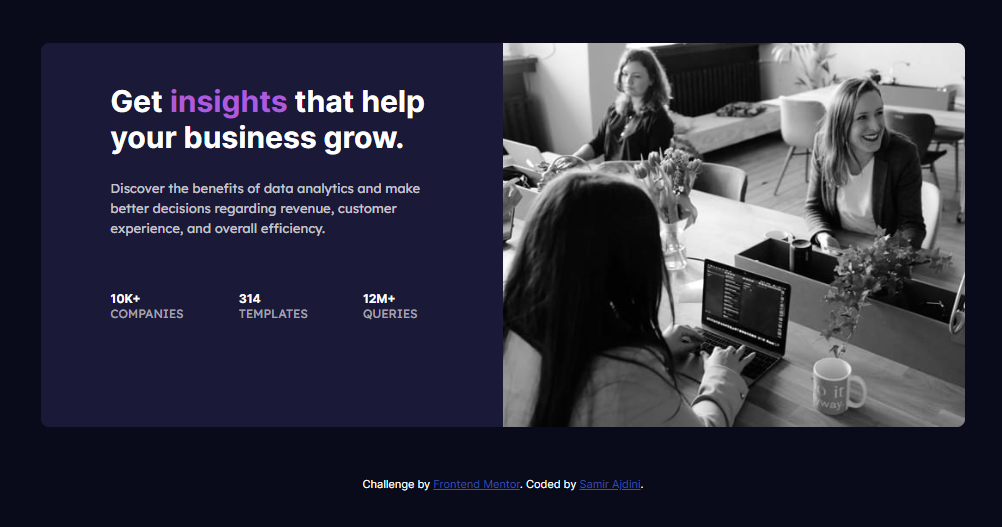 Get insights that help
your business grow.
Discover the benefits of data analytics and make
better decisions regarding revenue, customer
experience, and overall efficiency.
10K+ 314 12M+
COMPANIES TEMPLATES QUERIES
o it
way.
Challenge by Frontend Mentor. Coded by Samir Ajdini.